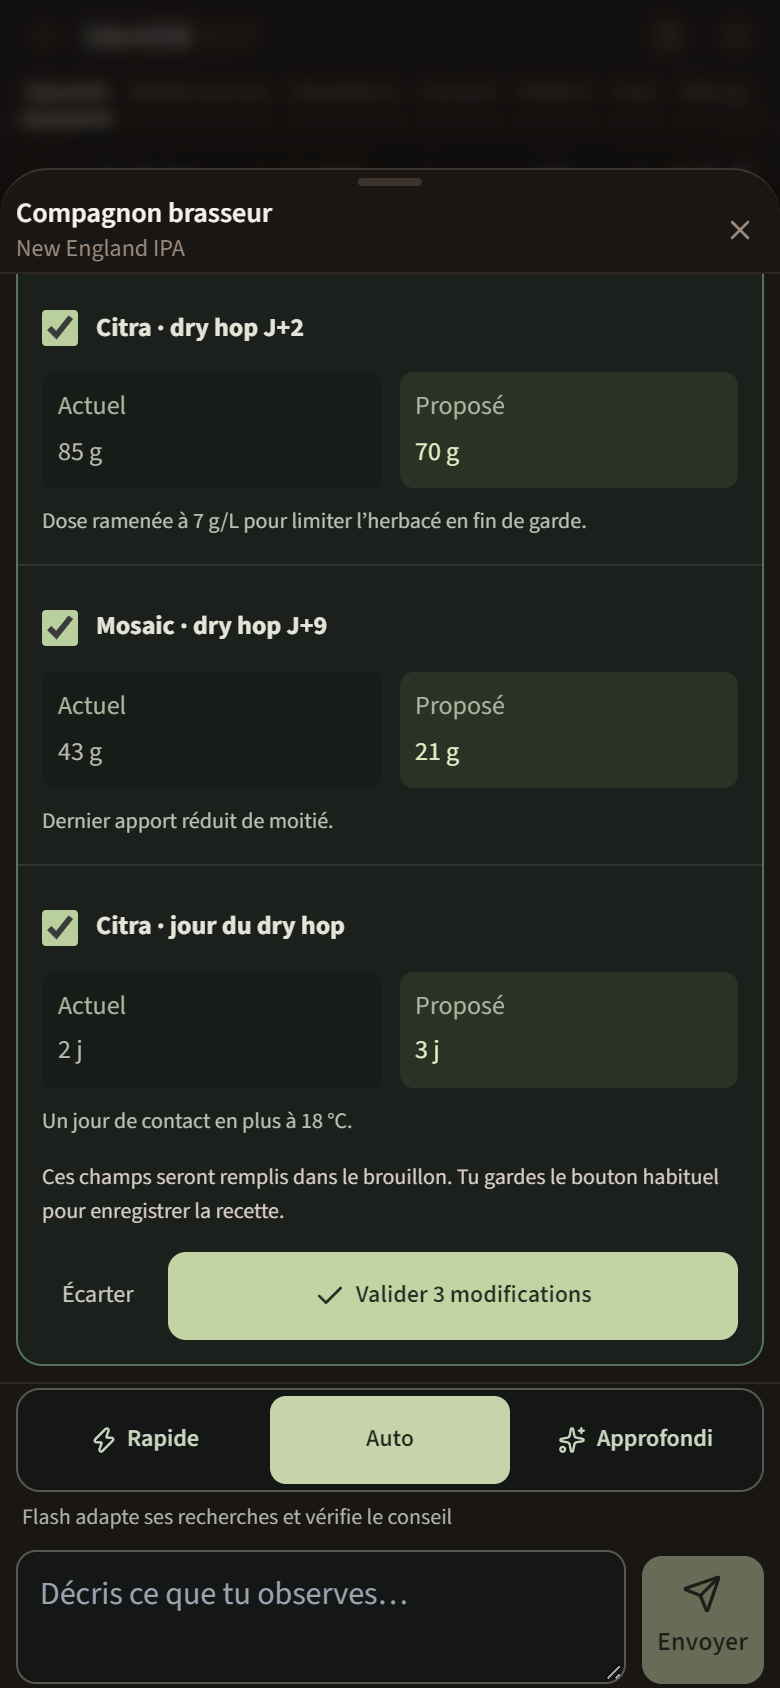 Compagnon brasseur
New England IPA
Citra · dry hop J+2
Actuel
85 g
Proposé
70 g
Dose ramenée à 7 g/L pour limiter l’herbacé en fin de garde.
Mosaic · dry hop J+9
Actuel
43 g
Proposé
21 g
Dernier apport réduit de moitié.
Citra · jour du dry hop
Actuel
2 j
Proposé
3 j
Un jour de contact en plus à 18 °C.
Ces champs seront remplis dans le brouillon. Tu gardes le bouton habituel
pour enregistrer la recette.
Écarter
Valider 3 modifications
Rapide
Auto
Approfondi
Flash adapte ses recherches et vérifie le conseil
Décris ce que tu observes…
Envoyer